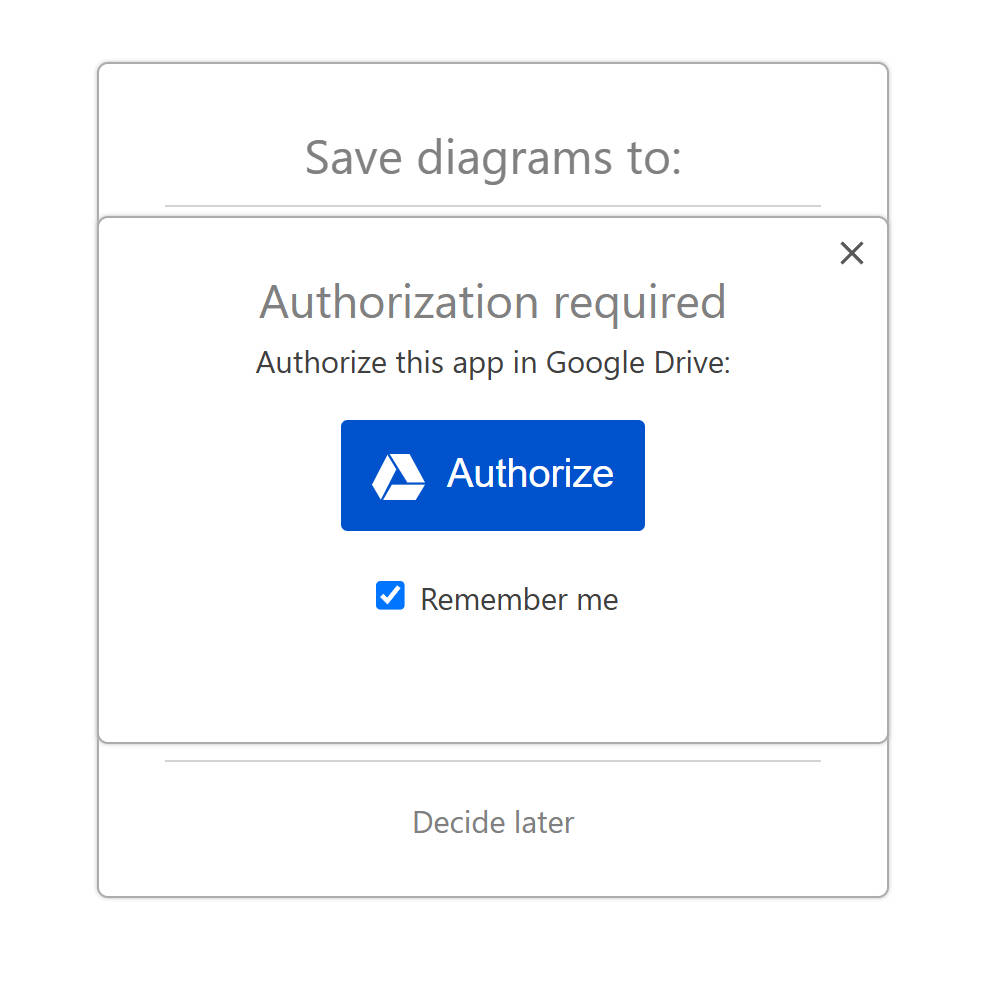 Save diagrams to:
Authorization required
Authorize this app in Google Drive:
Authorize
Remember me
Decide later